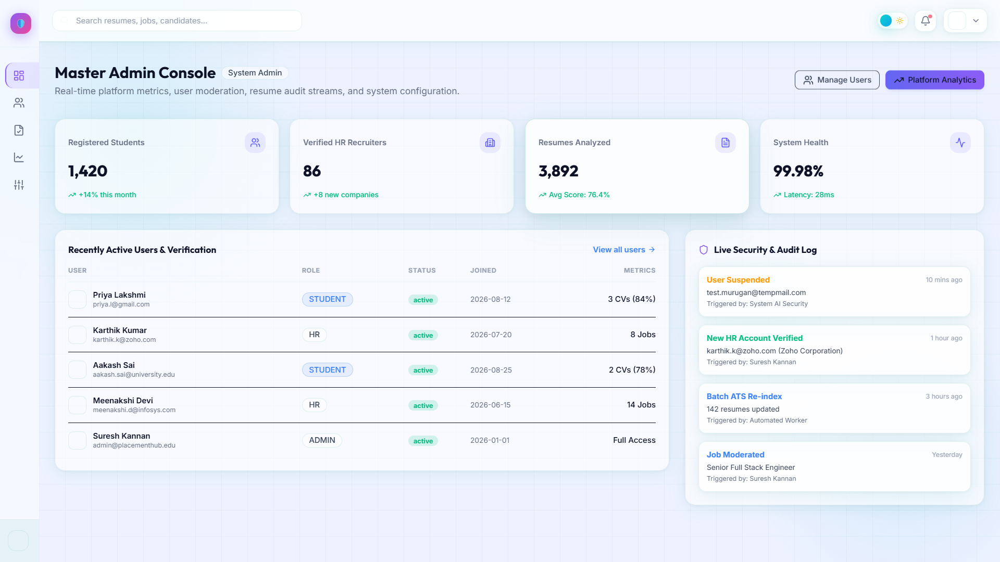 Search resumes, jobs, candidates...
Master Admin Console
System Admin
Real-time platform metrics, user moderation, resume audit streams, and system configuration.
Manage Users
Platform Analytics
Registered Students
1,420
+14% this month
Verified HR Recruiters
86
+8 new companies
Resumes Analyzed
3,892
Avg Score: 76.4%
System Health
99.98%
Latency: 28ms
Recently Active Users & Verification
View all users →
USER ROLE STATUS JOINED METRICS
Priya Lakshmi
priya.l@gmail.com
STUDENT active 2026-08-12 3 CVs (84%)
Karthik Kumar
karthik.k@zoho.com
HR active 2026-07-20 8 Jobs
Aakash Sai
aakash.sai@university.edu
STUDENT active 2026-08-25 2 CVs (78%)
Meenakshi Devi
meenakshi.d@infosys.com
HR active 2026-06-15 14 Jobs
Suresh Kannan
admin@placementhub.edu
ADMIN active 2026-01-01 Full Access
Live Security & Audit Log
User Suspended 10 mins ago
test.murugan@tempmail.com
Triggered by: System AI Security
New HR Account Verified 1 hour ago
karthik.k@zoho.com (Zoho Corporation)
Triggered by: Suresh Kannan
Batch ATS Re-index 3 hours ago
142 resumes updated
Triggered by: Automated Worker
Job Moderated Yesterday
Senior Full Stack Engineer
Triggered by: Suresh Kannan